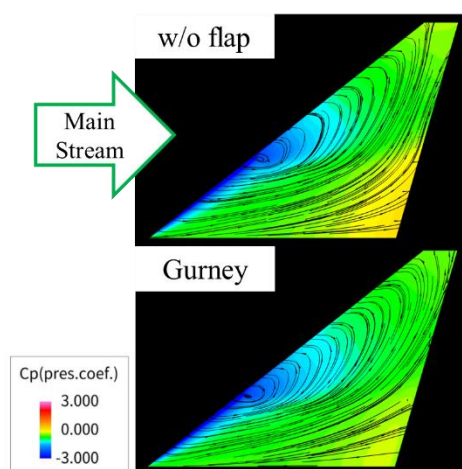 w/o flap
Main
Stream
Gurney
Cp(pres.coef.)
3.000
0.000
-3.000